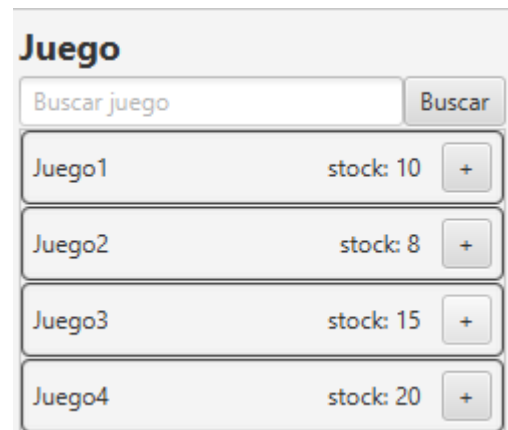 Juego
Buscar juego Buscar
Juego1 stock: 10 +
Juego2 stock: 8 +
Juego3 stock: 15 +
Juego4 stock: 20 +